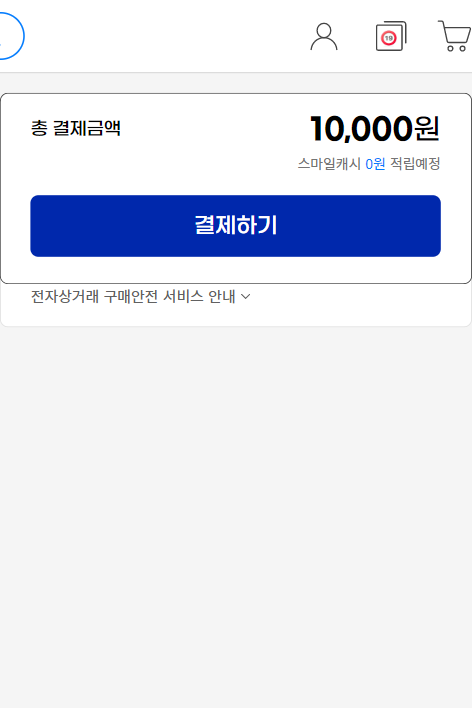 19
총 결제금액
10,000원
스마일캐시 0원 적립예정
결제하기
전자상거래 구매안전 서비스 안내